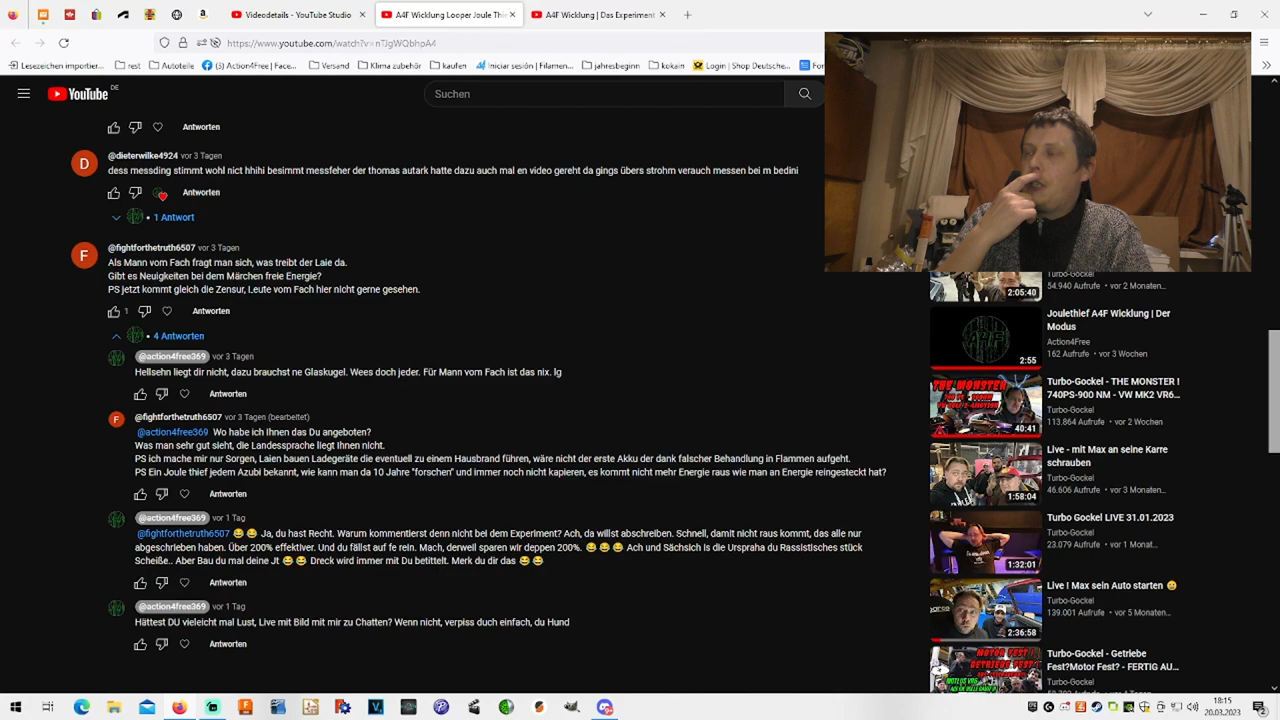 Videodetails - YouTube Studio
A4F Wicklung Looper Joule Thie
A4F Wicklung | Das Experiment
https://www.youtube.com/watch?v=nTJgWQbhpA4
Lesezeichen importier...
rest
Autoteile
(3) Action4Free | Face...
Versand
Klima zubehör
kaufen
Iniciar sesión | Filamen...
jahresbeginn
kokain
Login | Shop Deutsche...
YouTube DE
Suchen
Antworten
@dieterwilke4924 vor 3 Tagen
dess messding stimmt wohl nict hhihi besimmt messfeher der thomas autark hatte dazu auch mal en video gereht da gings übers strohm verauch messen bei m bedini
Antworten
1 Antwort
@fightforthetruth6507 vor 3 Tagen
Als Mann vom Fach fragt man sich, was treibt der Laie da.
Gibt es Neuigkeiten bei dem Märchen freie Energie?
PS jetzt kommt gleich die Zensur, Leute vom Fach hier nicht gerne gesehen.
1 Antworten
4 Antworten
@action4free369 vor 3 Tagen
Hellsehn liegt dir nicht, dazu brauchst ne Glaskugel. Wees doch jeder. Für Mann vom Fach ist das nix. lg
Antworten
@fightforthetruth6507 vor 3 Tagen (bearbeitet)
@action4free369 Wo habe ich Ihnen das Du angeboten?
Was man sehr gut sieht, die Landessprache liegt Ihnen nicht.
PS ich mache mir nur Sorgen, Laien bauen Ladegeräte die eventuell zu einem Hausbrand führen, wäre nicht der erste Akku der dank falscher Behandlung in Flammen aufgeht.
PS Ein Joule thief jedem Azubi bekannt, wie kann man da 10 Jahre "forschen" und immer noch nicht kapieren, es kommt nicht mehr Energie raus wie man an Energie reingesteckt hat?
Antworten
@action4free369 vor 1 Tag
@fightforthetruth6507 😂 😂 Ja, du hast Recht. Warum kommentierst denn nicht bei dem Experiment? Ach, da willst abschreiben. Schnell, damIt nicht raus kommt, das alle nur
abgeschrieben haben. Über 200% effektiver. Und du fällst auf fe rein. Mach, derweil sparen wir deppen 200%. 😂 😂 😂 Ach und Sächsich is die Urspraha du Rassistisches stück
Scheiße.. Aber Bau du mal deine Jt 😂 😂 Dreck wird immer mit Du betittelt. Merk du dir das 😂 😂
Antworten
@action4free369 vor 1 Tag
Hättest DU vieleicht mal Lust, Live mit Bild mit mir zu Chatten? Wenn nicht, verpiss duch einfach, du Hund
Antworten
2:05:40
Turbo-Gockel
54.940 Aufrufe • vor 2 Monaten...
A4F
2:55
Joulethief A4F Wicklung | Der
Modus
Action4Free
162 Aufrufe • vor 3 Wochen
THE MONSTER
40:41
Turbo-Gockel - THE MONSTER !
740PS-900 NM - VW MK2 VR6...
Turbo-Gockel
113.864 Aufrufe • vor 2 Wochen
1:58:04
Live - mit Max an seine Karre
schrauben
Turbo-Gockel
46.606 Aufrufe • vor 3 Monaten...
1:32:01
Turbo Gockel LIVE 31.01.2023
Turbo-Gockel
23.079 Aufrufe • vor 1 Monat...
2:36:58
Live ! Max sein Auto starten
Turbo-Gockel
139.001 Aufrufe • vor 5 Monaten...
MOTOR FEST !
GETRIEBE FEST !
Turbo-Gockel - Getriebe
Fest?Motor Fest? - FERTIG AU...
Turbo-Gockel
18:15
20.03.2023